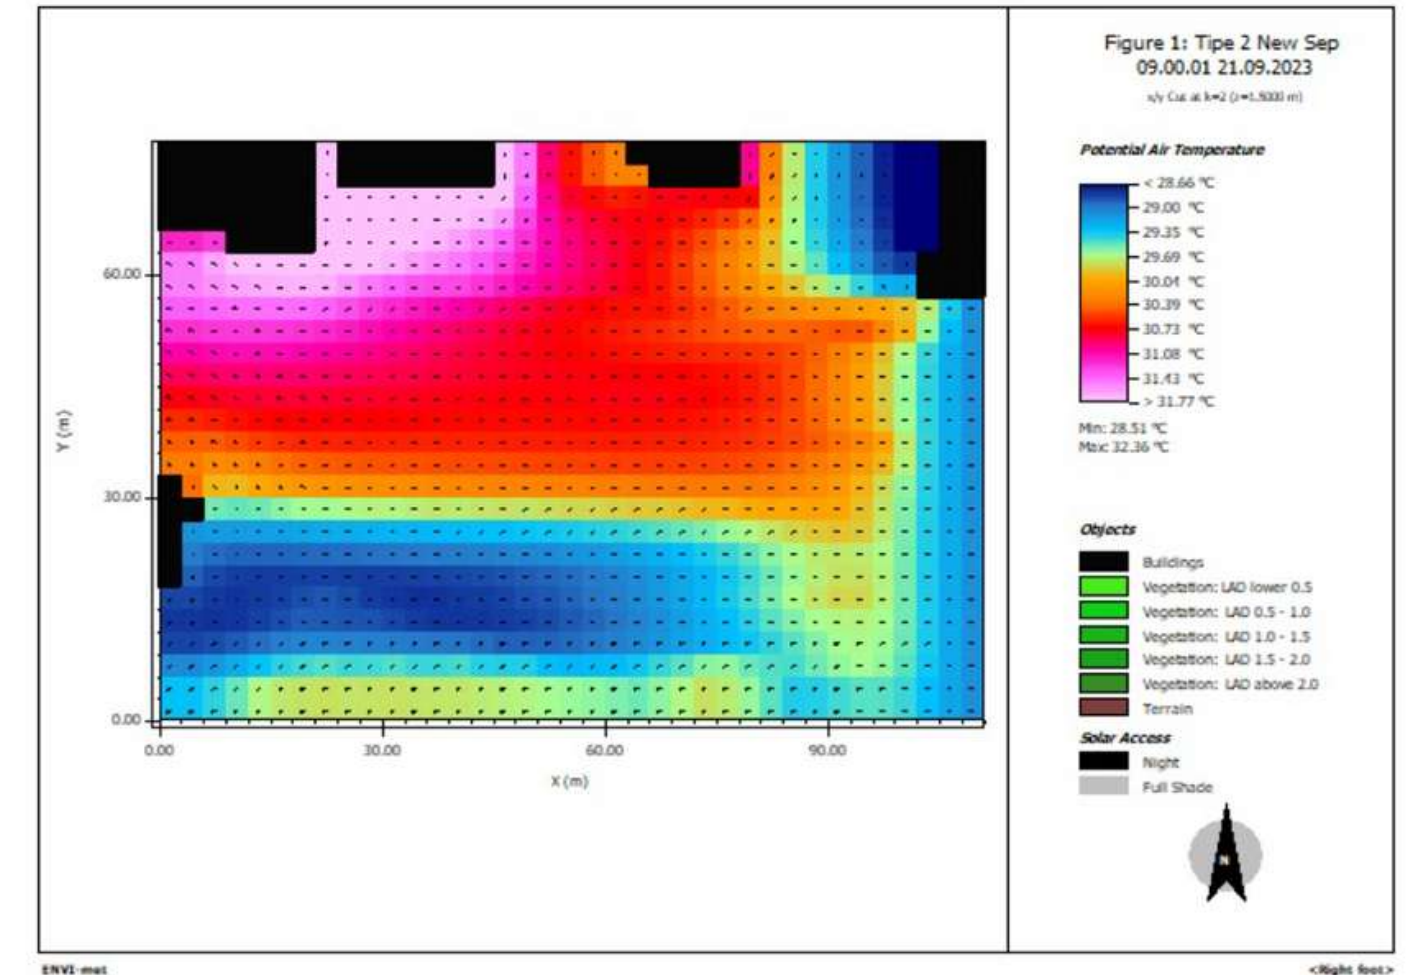 Figure 1: Tipe 2 New Sep
09.00.01 21.09.2023
x/y Cut at k=2 (z=1.5000 m)
Potential Air Temperature
< 28.66 °C
29.00 °C
29.35 °C
29.69 °C
30.04 °C
30.39 °C
30.73 °C
31.08 °C
31.43 °C
> 31.77 °C
Min: 28.51 °C
Max: 32.36 °C
Objects
Buildings
Vegetation: LAD lower 0.5
Vegetation: LAD 0.5 - 1.0
Vegetation: LAD 1.0 - 1.5
Vegetation: LAD 1.5 - 2.0
Vegetation: LAD above 2.0
Terrain
Solar Access
Night
Full Shade
N
60.00
30.00
0.00
Y (m)
0.00 30.00 60.00 90.00
X (m)
ENVI-met
<Right foot>